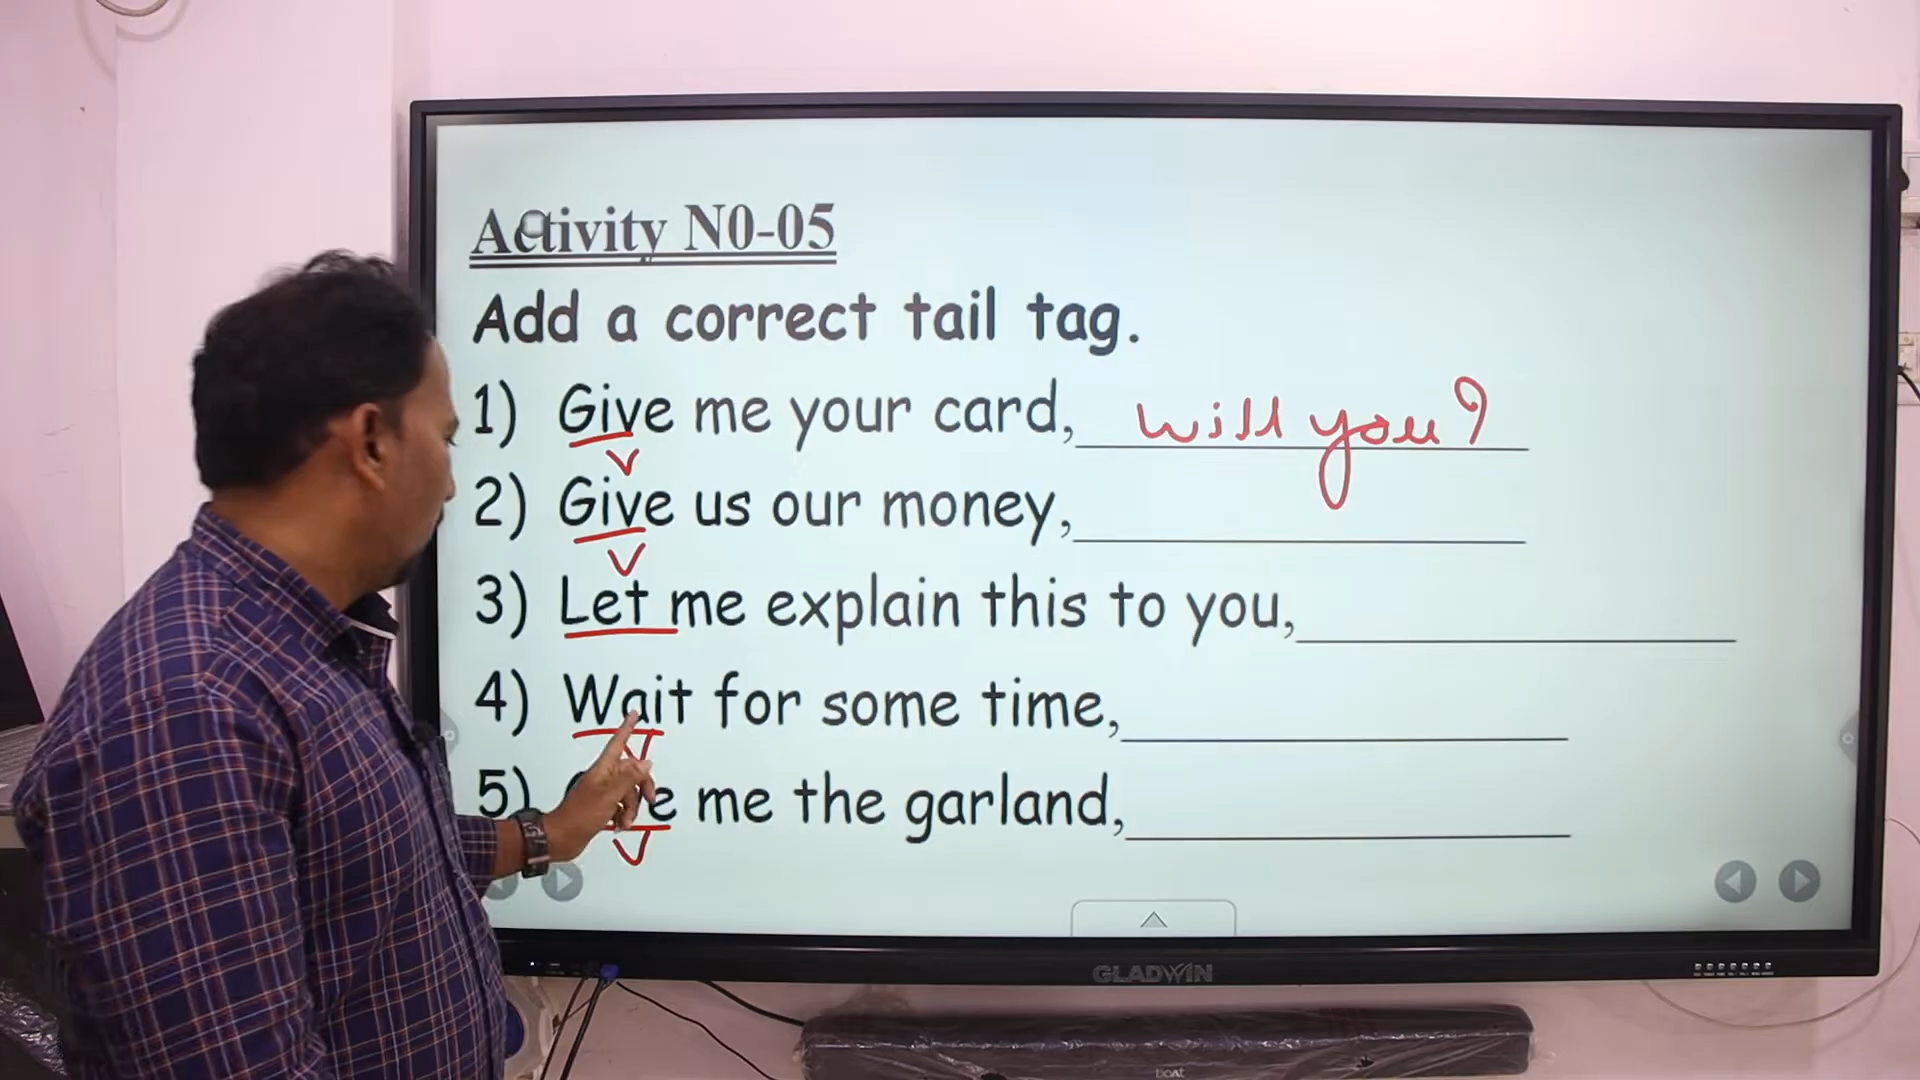 Activity N0-05
Add a correct tail tag.
1) Give me your card, will you?
V
2) Give us our money,
V
3) Let me explain this to you,
4) Wait for some time,
V
5) me the garland,
V
GLADWIN
boAt